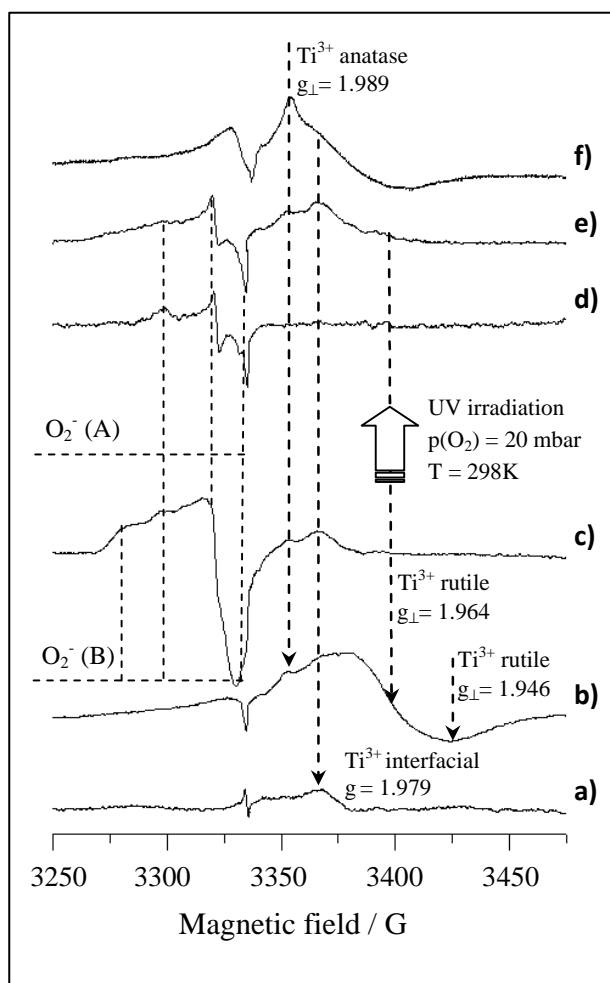 Ti³⁺ anatase
g⊥= 1.989
f)
e)
d)
UV irradiation
p(O₂) = 20 mbar
T = 298K
O₂⁻ (A)
c)
Ti³⁺ rutile
g⊥= 1.964
O₂⁻ (B)
Ti³⁺ rutile
g⊥= 1.946
b)
Ti³⁺ interfacial
g = 1.979
a)
3250 3300 3350 3400 3450
Magnetic field / G